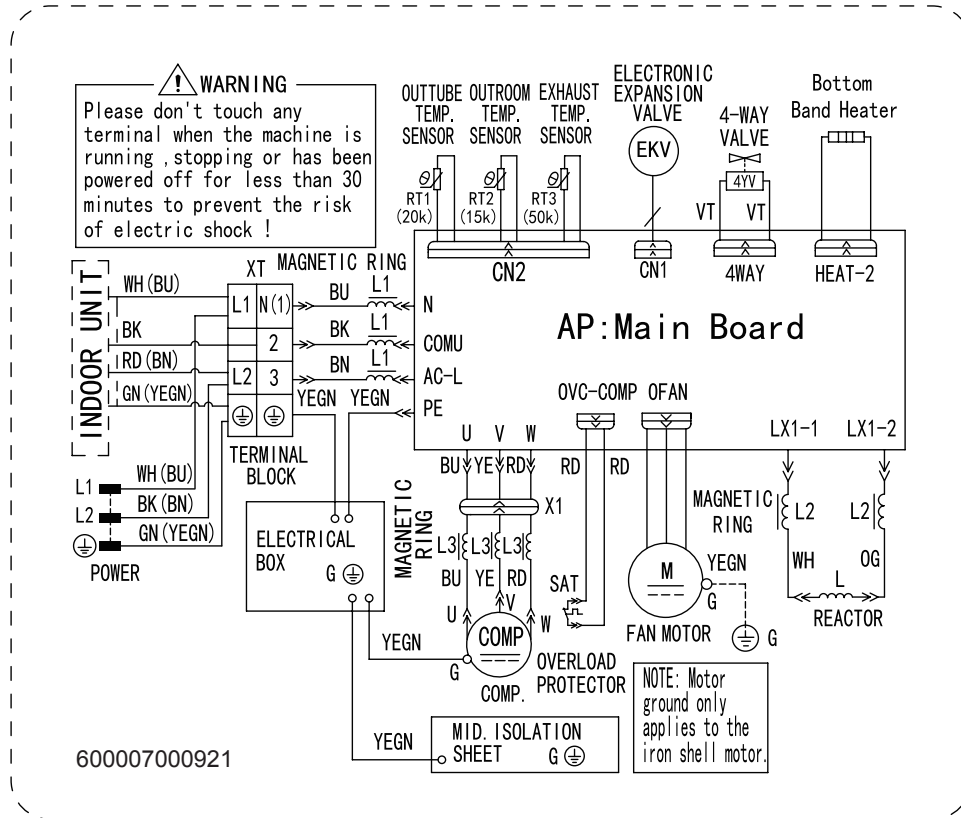 WARNING
Please don't touch any
terminal when the machine is
running ,stopping or has been
powered off for less than 30
minutes to prevent the risk
of electric shock !
OUTTUBE
TEMP.
SENSOR
OUTROOM
TEMP.
SENSOR
EXHAUST
TEMP.
SENSOR
ELECTRONIC
EXPANSION
VALVE
4-WAY
VALVE
Bottom
Band Heater
EKV
4YV
RT1
(20k)
RT2
(15k)
RT3
(50k)
VT
VT
CN2
CN1
4WAY
HEAT-2
AP:Main Board
INDOOR UNIT
WH(BU)
BK
RD(BN)
GN(YEGN)
XT
L1
N(1)
2
L2
3
TERMINAL
BLOCK
MAGNETIC RING
BU
L1
N
BK
L1
COMU
BN
L1
AC-L
YEGN
YEGN
PE
OVC-COMP
OFAN
LX1-1
LX1-2
U
V
W
BU
YE
RD
RD
RD
X1
L1
L2
WH(BU)
BK(BN)
GN(YEGN)
POWER
ELECTRICAL
BOX
G
MAGNETIC
RING
L3
L3
L3
BU
YE
RD
U
V
W
COMP
COMP.
G
YEGN
SAT
OVERLOAD
PROTECTOR
M
FAN MOTOR
YEGN
G
G
MAGNETIC
RING
L2
L2
WH
OG
L
REACTOR
NOTE: Motor
ground only
applies to the
iron shell motor.
YEGN
MID. ISOLATION
SHEET
G
600007000921